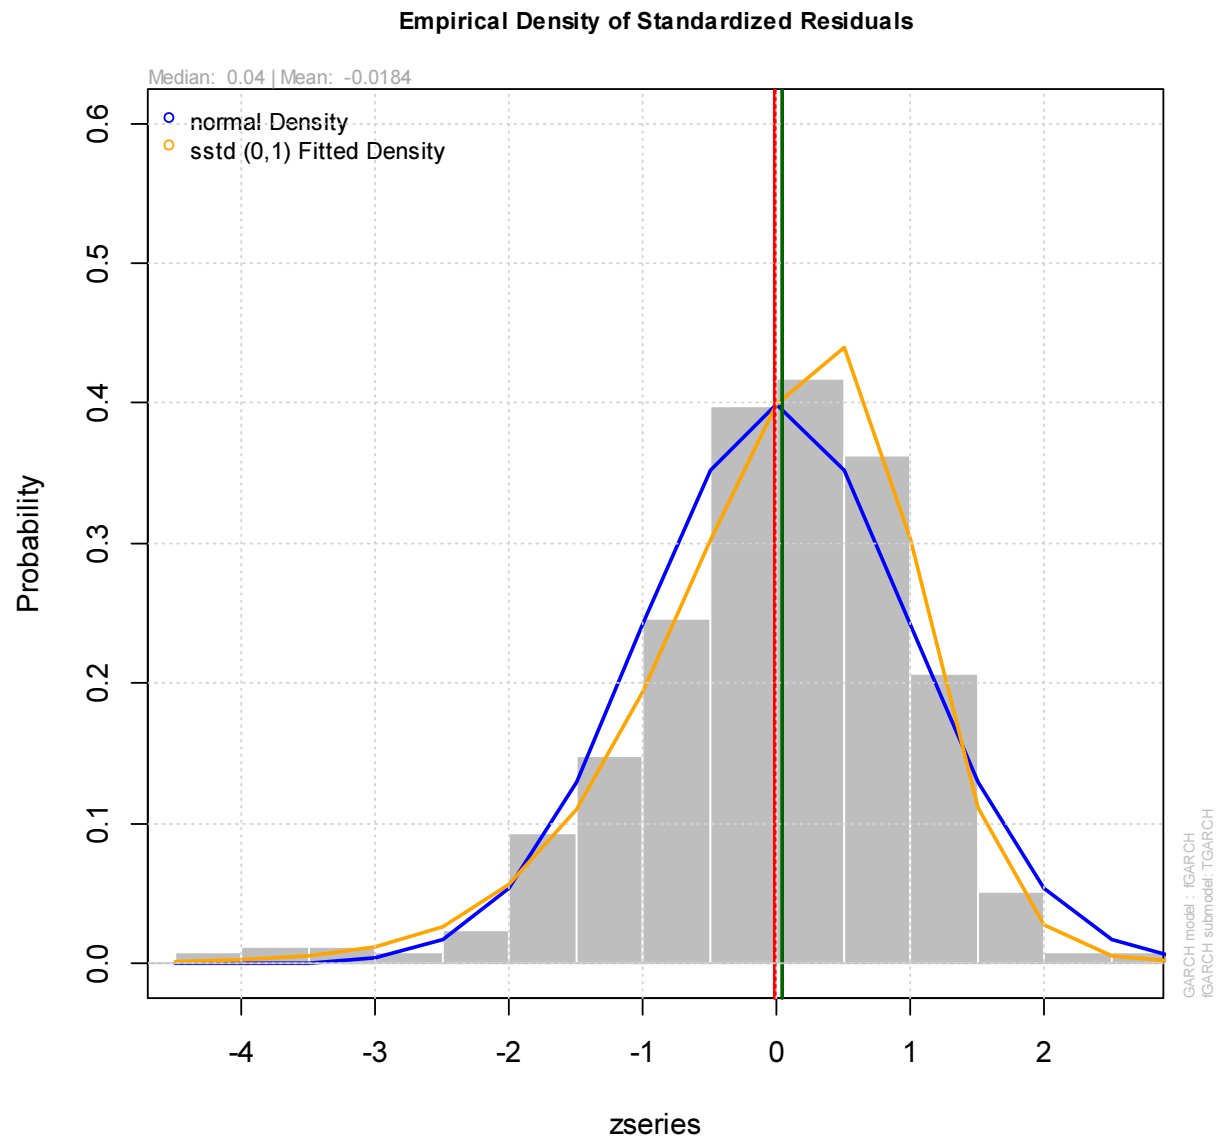 Empirical Density of Standardized Residuals
Median: 0.04 | Mean: -0.0184
normal Density
sstd (0,1) Fitted Density
0.6
0.5
0.4
0.3
0.2
0.1
0.0
Probability
-4 -3 -2 -1 0 1 2
zseries
GARCH model : fGARCH
fGARCH submodel: TGARCH